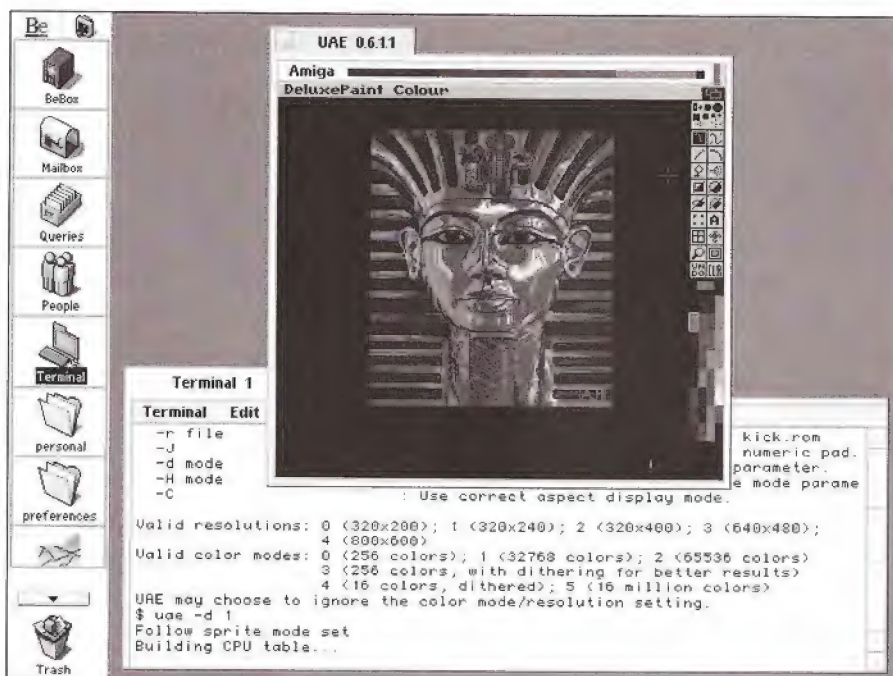 Be
BeBox
Mailbox
Queries
People
Terminal
personal
preferences
Trash
UAE 0.6.1.1
Amiga
DeluxePaint Colour
UN
DO CLR
Terminal 1
Terminal Edit
-r file kick.rom
-J numeric pad.
-d mode parameter.
-H mode e mode parame
-C : Use correct aspect display mode.
Valid resolutions: 0 (320x200); 1 (320x240); 2 (320x400); 3 (640x480);
4 (800x600)
Valid color modes: 0 (256 colors); 1 (32768 colors); 2 (65536 colors)
3 (256 colors, with dithering for better results)
4 (16 colors, dithered); 5 (16 million colors)
UAE may choose to ignore the color mode/resolution setting.
$ uae -d 1
Follow sprite mode set
Building CPU table...